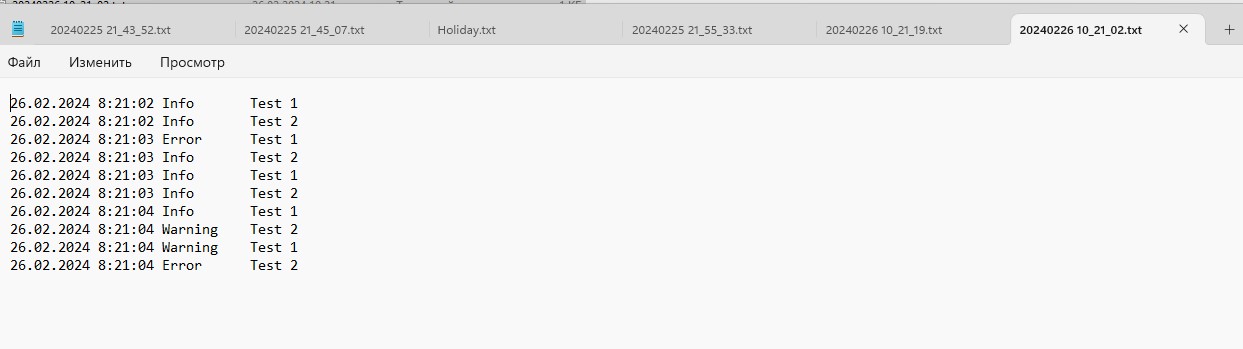 20240225 21_43_52.txt 20240225 21_45_07.txt Holiday.txt 20240225 21_55_33.txt 20240226 10_21_19.txt 20240226 10_21_02.txt
Файл Изменить Просмотр
26.02.2024 8:21:02 Info Test 1
26.02.2024 8:21:02 Info Test 2
26.02.2024 8:21:03 Error Test 1
26.02.2024 8:21:03 Info Test 2
26.02.2024 8:21:03 Info Test 1
26.02.2024 8:21:03 Info Test 2
26.02.2024 8:21:04 Info Test 1
26.02.2024 8:21:04 Warning Test 2
26.02.2024 8:21:04 Warning Test 1
26.02.2024 8:21:04 Error Test 2